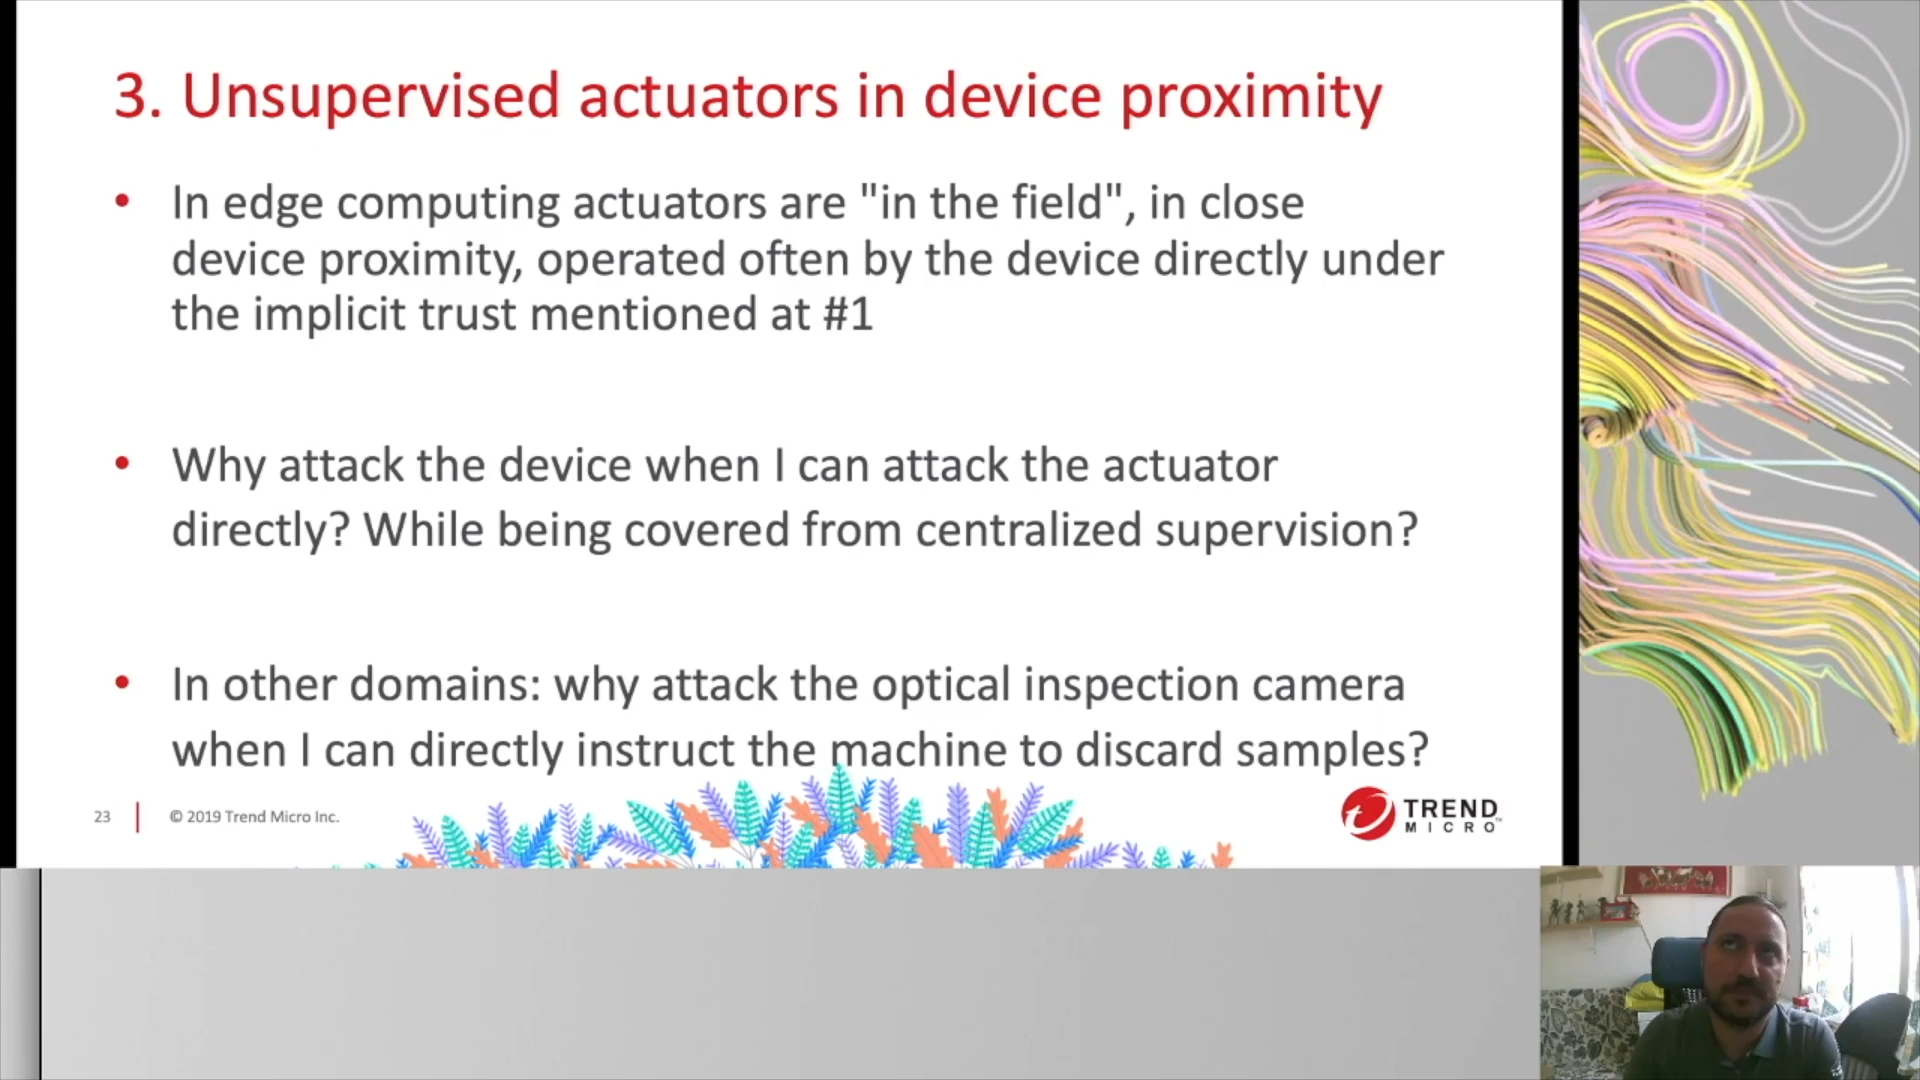 3. Unsupervised actuators in device proximity
• In edge computing actuators are "in the field", in close
device proximity, operated often by the device directly under
the implicit trust mentioned at #1
• Why attack the device when I can attack the actuator
directly? While being covered from centralized supervision?
• In other domains: why attack the optical inspection camera
when I can directly instruct the machine to discard samples?
23 © 2019 Trend Micro Inc.
TREND
MICRO™